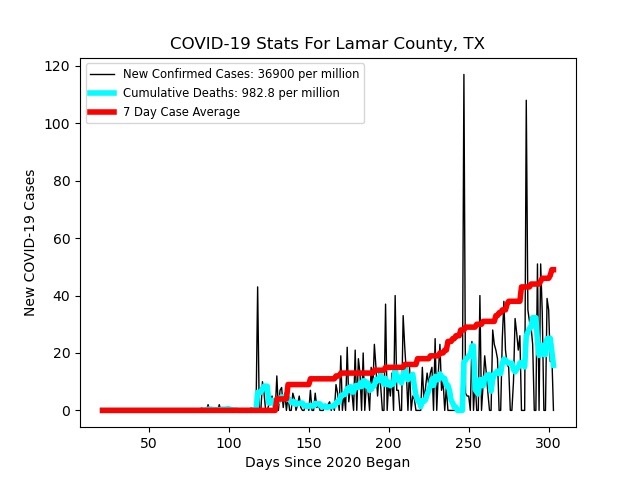 COVID-19 Stats For Lamar County, TX
New Confirmed Cases: 36900 per million
Cumulative Deaths: 982.8 per million
7 Day Case Average
120
100
80
60
40
20
0
New COVID-19 Cases
50 100 150 200 250 300
Days Since 2020 Began